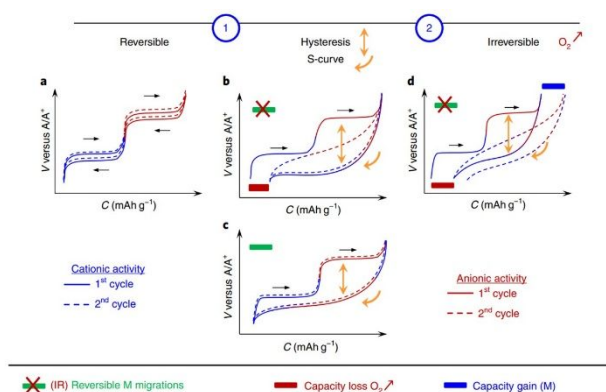 1
2
Reversible
Hysteresis
Irreversible
O₂↗
S-curve
a
b
d
V versus A/A⁺
V versus A/A⁺
V versus A/A⁺
C (mAh g⁻¹)
C (mAh g⁻¹)
C (mAh g⁻¹)
c
V versus A/A⁺
C (mAh g⁻¹)
Cationic activity
1st cycle
2nd cycle
Anionic activity
1st cycle
2nd cycle
(IR) Reversible M migrations
Capacity loss O₂↗
Capacity gain (M)